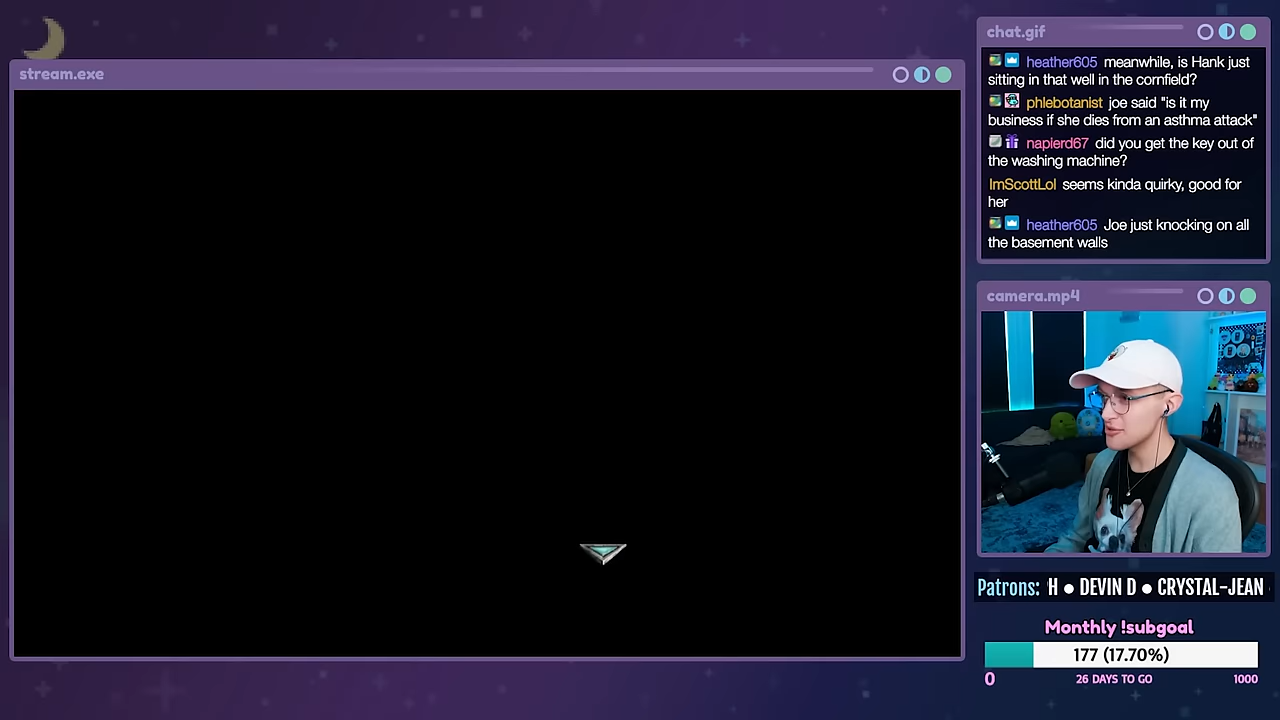 stream.exe
chat.gif
heather605 meanwhile, is Hank just
sitting in that well in the cornfield?
phlebotanist joe said "is it my
business if she dies from an asthma attack"
napierd67 did you get the key out of
the washing machine?
ImScottLol seems kinda quirky, good for
her
heather605 Joe just knocking on all
the basement walls
camera.mp4
Patrons: H ● DEVIN D ● CRYSTAL-JEAN
Monthly !subgoal
177 (17.70%)
0 26 DAYS TO GO 1000